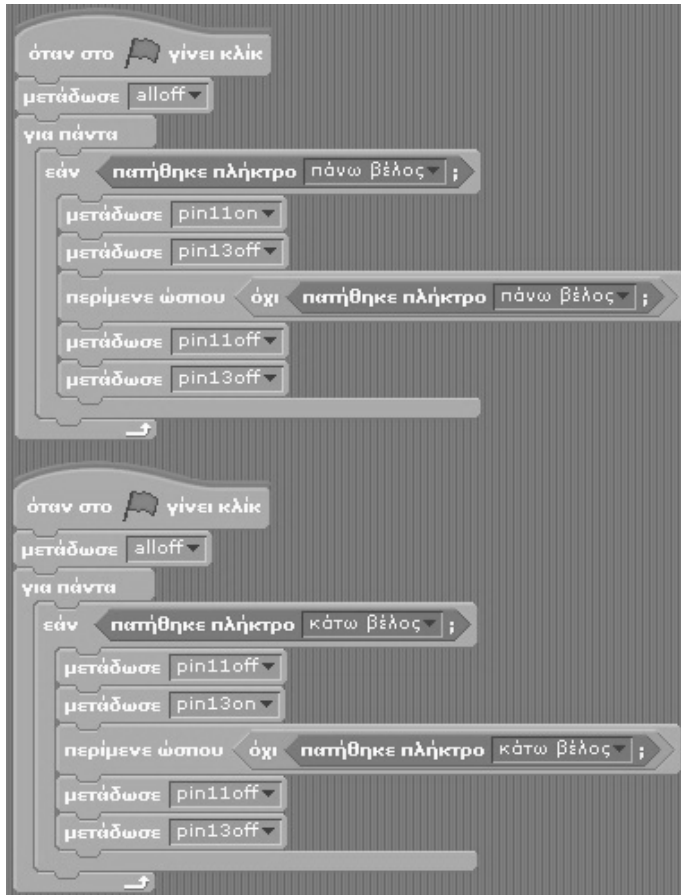 όταν στο γίνει κλίκ
μετάδωσε alloff
για πάντα
εάν πατήθηκε πλήκτρο πάνω βέλος ;
μετάδωσε pin11on
μετάδωσε pin13off
περίμενε ώσπου όχι πατήθηκε πλήκτρο πάνω βέλος ;
μετάδωσε pin11off
μετάδωσε pin13off
όταν στο γίνει κλίκ
μετάδωσε alloff
για πάντα
εάν πατήθηκε πλήκτρο κάτω βέλος ;
μετάδωσε pin11off
μετάδωσε pin13on
περίμενε ώσπου όχι πατήθηκε πλήκτρο κάτω βέλος ;
μετάδωσε pin11off
μετάδωσε pin13off